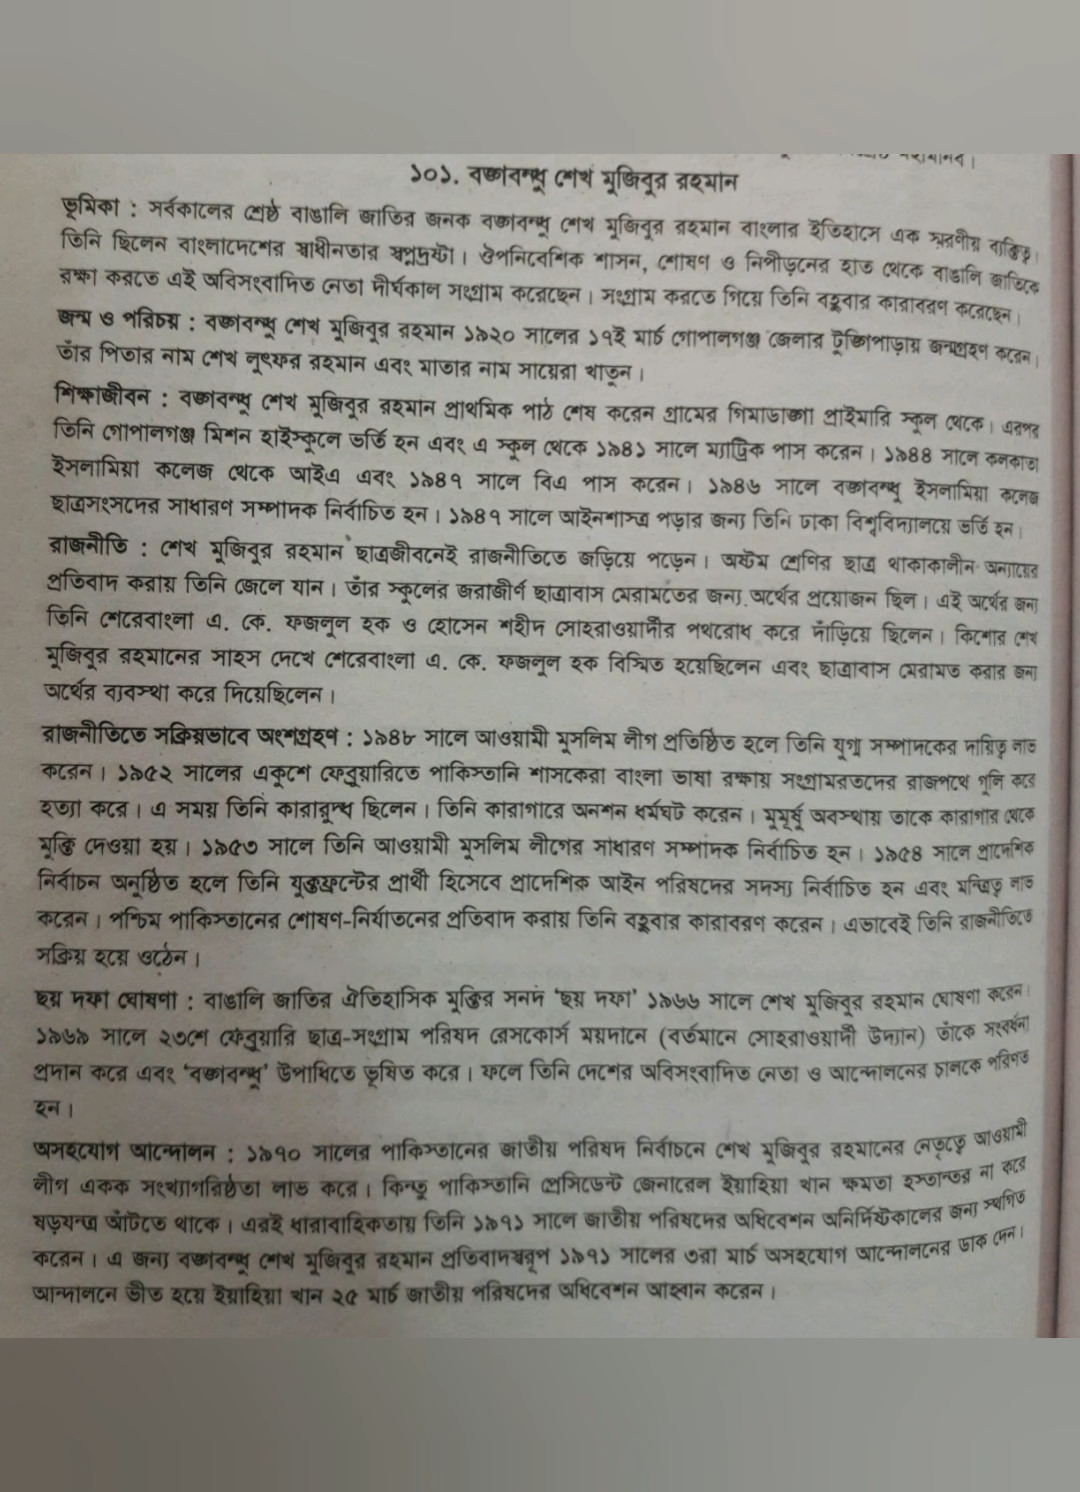 ১০১. বঙ্গবন্ধু শেখ মুজিবুর রহমান
ভূমিকা : সর্বকালের শ্রেষ্ঠ বাঙালি জাতির জনক বঙ্গবন্ধু শেখ মুজিবুর রহমান বাংলার ইতিহাসে এক স্মরণীয় ব্যক্তিত্ব।
তিনি ছিলেন বাংলাদেশের স্বাধীনতার স্বপ্নদ্রষ্টা। ঔপনিবেশিক শাসন, শোষণ ও নিপীড়নের হাত থেকে বাঙালি জাতিকে
রক্ষা করতে এই অবিসংবাদিত নেতা দীর্ঘকাল সংগ্রাম করেছেন। সংগ্রাম করতে গিয়ে তিনি বহুবার কারাবরণ করেছেন।
জন্ম ও পরিচয় : বঙ্গবন্ধু শেখ মুজিবুর রহমান ১৯২০ সালের ১৭ই মার্চ গোপালগঞ্জ জেলার টুঙ্গিপাড়ায় জন্মগ্রহণ করেন।
তাঁর পিতার নাম শেখ লুৎফর রহমান এবং মাতার নাম সায়েরা খাতুন।
শিক্ষাজীবন : বঙ্গবন্ধু শেখ মুজিবুর রহমান প্রাথমিক পাঠ শেষ করেন গ্রামের গিমাডাঙ্গা প্রাইমারি স্কুল থেকে। এরপর
তিনি গোপালগঞ্জ মিশন হাইস্কুলে ভর্তি হন এবং এ স্কুল থেকে ১৯৪১ সালে ম্যাট্রিক পাস করেন। ১৯৪৪ সালে কলকাতা
ইসলামিয়া কলেজ থেকে আইএ এবং ১৯৪৭ সালে বিএ পাস করেন। ১৯৪৬ সালে বঙ্গবন্ধু ইসলামিয়া কলেজ
ছাত্রসংসদের সাধারণ সম্পাদক নির্বাচিত হন। ১৯৪৭ সালে আইনশাস্ত্র পড়ার জন্য তিনি ঢাকা বিশ্ববিদ্যালয়ে ভর্তি হন।
রাজনীতি : শেখ মুজিবুর রহমান ছাত্রজীবনেই রাজনীতিতে জড়িয়ে পড়েন। অষ্টম শ্রেণির ছাত্র থাকাকালীন অন্যায়ের
প্রতিবাদ করায় তিনি জেলে যান। তাঁর স্কুলের জরাজীর্ণ ছাত্রাবাস মেরামতের জন্য অর্থের প্রয়োজন ছিল। এই অর্থের জন্য
তিনি শেরেবাংলা এ. কে. ফজলুল হক ও হোসেন শহীদ সোহরাওয়ার্দীর পথরোধ করে দাঁড়িয়ে ছিলেন। কিশোর শেখ
মুজিবুর রহমানের সাহস দেখে শেরেবাংলা এ. কে. ফজলুল হক বিস্মিত হয়েছিলেন এবং ছাত্রাবাস মেরামত করার জন্য
অর্থের ব্যবস্থা করে দিয়েছিলেন।
রাজনীতিতে সক্রিয়ভাবে অংশগ্রহণ : ১৯৪৮ সালে আওয়ামী মুসলিম লীগ প্রতিষ্ঠিত হলে তিনি যুগ্ম সম্পাদকের দায়িত্ব লাভ
করেন। ১৯৫২ সালের একুশে ফেব্রুয়ারিতে পাকিস্তানি শাসকেরা বাংলা ভাষা রক্ষায় সংগ্রামরতদের রাজপথে গুলি করে
হত্যা করে। এ সময় তিনি কারারুদ্ধ ছিলেন। তিনি কারাগারে অনশন ধর্মঘট করেন। মুমূর্ষু অবস্থায় তাকে কারাগার থেকে
মুক্তি দেওয়া হয়। ১৯৫৩ সালে তিনি আওয়ামী মুসলিম লীগের সাধারণ সম্পাদক নির্বাচিত হন। ১৯৫৪ সালে প্রাদেশিক
নির্বাচন অনুষ্ঠিত হলে তিনি যুক্তফ্রন্টের প্রার্থী হিসেবে প্রাদেশিক আইন পরিষদের সদস্য নির্বাচিত হন এবং মন্ত্রিত্ব লাভ
করেন। পশ্চিম পাকিস্তানের শোষণ-নির্যাতনের প্রতিবাদ করায় তিনি বহুবার কারাবরণ করেন। এভাবেই তিনি রাজনীতিতে
সক্রিয় হয়ে ওঠেন।
ছয় দফা ঘোষণা : বাঙালি জাতির ঐতিহাসিক মুক্তির সনদ ‘ছয় দফা’ ১৯৬৬ সালে শেখ মুজিবুর রহমান ঘোষণা করেন।
১৯৬৯ সালে ২৩শে ফেব্রুয়ারি ছাত্র-সংগ্রাম পরিষদ রেসকোর্স ময়দানে (বর্তমানে সোহরাওয়ার্দী উদ্যান) তাঁকে সংবর্ধনা
প্রদান করে এবং ‘বঙ্গবন্ধু’ উপাধিতে ভূষিত করে। ফলে তিনি দেশের অবিসংবাদিত নেতা ও আন্দোলনের চালকে পরিণত
হন।
অসহযোগ আন্দোলন : ১৯৭০ সালের পাকিস্তানের জাতীয় পরিষদ নির্বাচনে শেখ মুজিবুর রহমানের নেতৃত্বে আওয়ামী
লীগ একক সংখ্যাগরিষ্ঠতা লাভ করে। কিন্তু পাকিস্তানি প্রেসিডেন্ট জেনারেল ইয়াহিয়া খান ক্ষমতা হস্তান্তর না করে
ষড়যন্ত্র আঁটতে থাকে। এরই ধারাবাহিকতায় তিনি ১৯৭১ সালে জাতীয় পরিষদের অধিবেশন অনির্দিষ্টকালের জন্য স্থগিত
করেন। এ জন্য বঙ্গবন্ধু শেখ মুজিবুর রহমান প্রতিবাদস্বরূপ ১৯৭১ সালের ৩রা মার্চ অসহযোগ আন্দোলনের ডাক দেন।
আন্দালনে ভীত হয়ে ইয়াহিয়া খান ২৫ মার্চ জাতীয় পরিষদের অধিবেশন আহ্বান করেন।